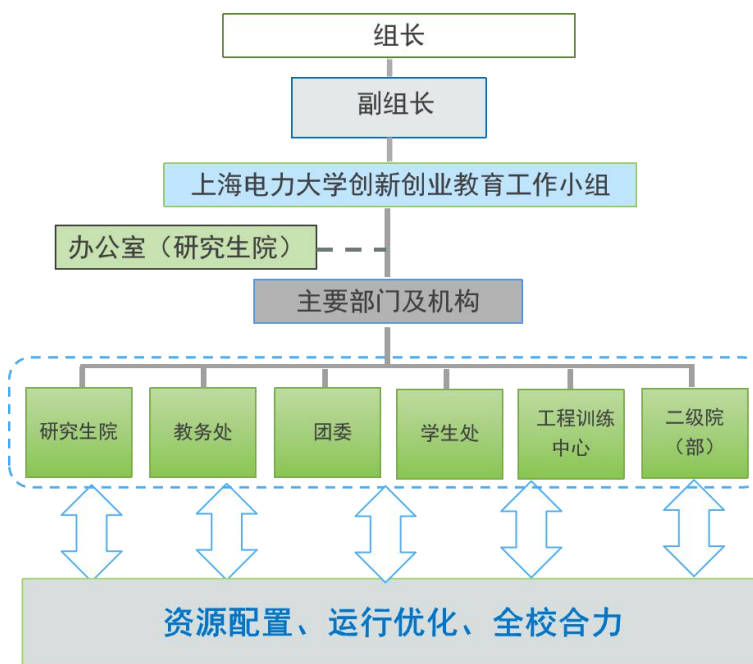 组长
副组长
上海电力大学创新创业教育工作小组
办公室（研究生院）
主要部门及机构
研究生院
教务处
团委
学生处
工程训练
中心
二级院
（部）
资源配置、运行优化、全校合力